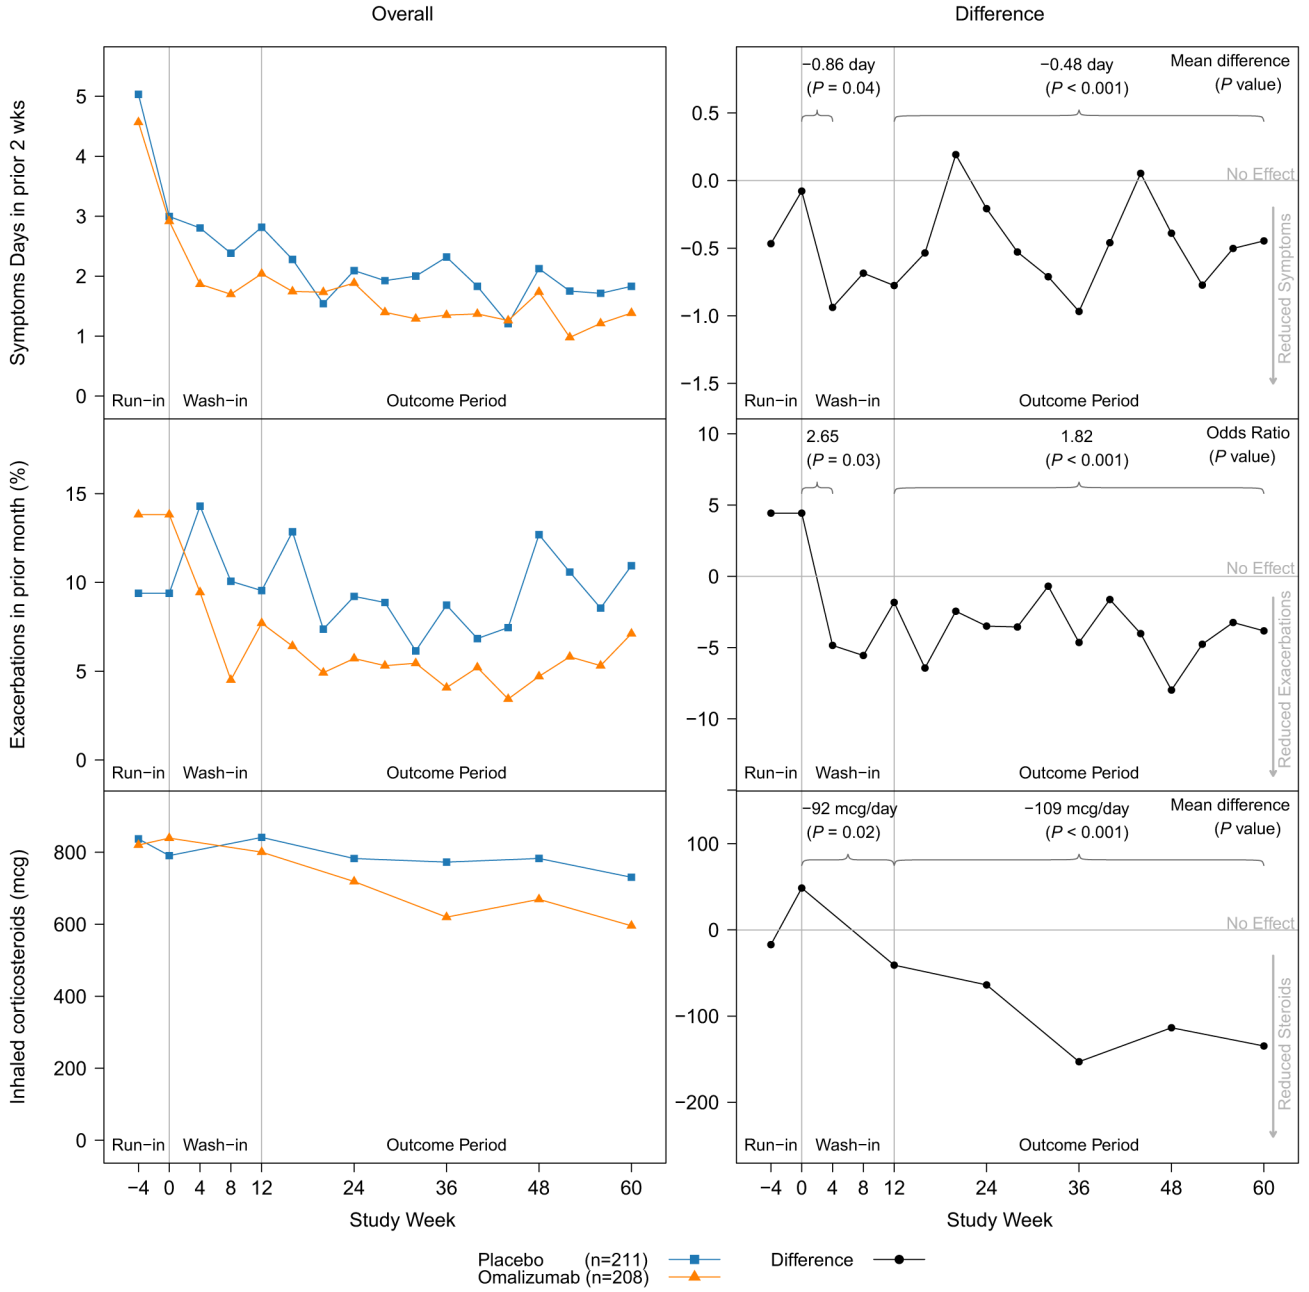 Overall
Difference
Symptoms Days in prior 2 wks
5
4
3
2
1
0
Run−in
Wash−in
Outcome Period
−0.86 day
(P = 0.04)
−0.48 day
(P < 0.001)
Mean difference
(P value)
0.5
0.0
−0.5
−1.0
−1.5
No Effect
Reduced Symptoms
Run−in
Wash−in
Outcome Period
Exacerbations in prior month (%)
15
10
5
0
Run−in
Wash−in
Outcome Period
2.65
(P = 0.03)
1.82
(P < 0.001)
Odds Ratio
(P value)
10
5
0
−5
−10
No Effect
Reduced Exacerbations
Run−in
Wash−in
Outcome Period
Inhaled corticosteroids (mcg)
800
600
400
200
0
Run−in
Wash−in
Outcome Period
−4 0 4 8 12 24 36 48 60
Study Week
−92 mcg/day
(P = 0.02)
−109 mcg/day
(P < 0.001)
Mean difference
(P value)
100
0
−100
−200
No Effect
Reduced Steroids
Run−in
Wash−in
Outcome Period
−4 0 4 8 12 24 36 48 60
Study Week
Placebo (n=211)
Omalizumab (n=208)
Difference